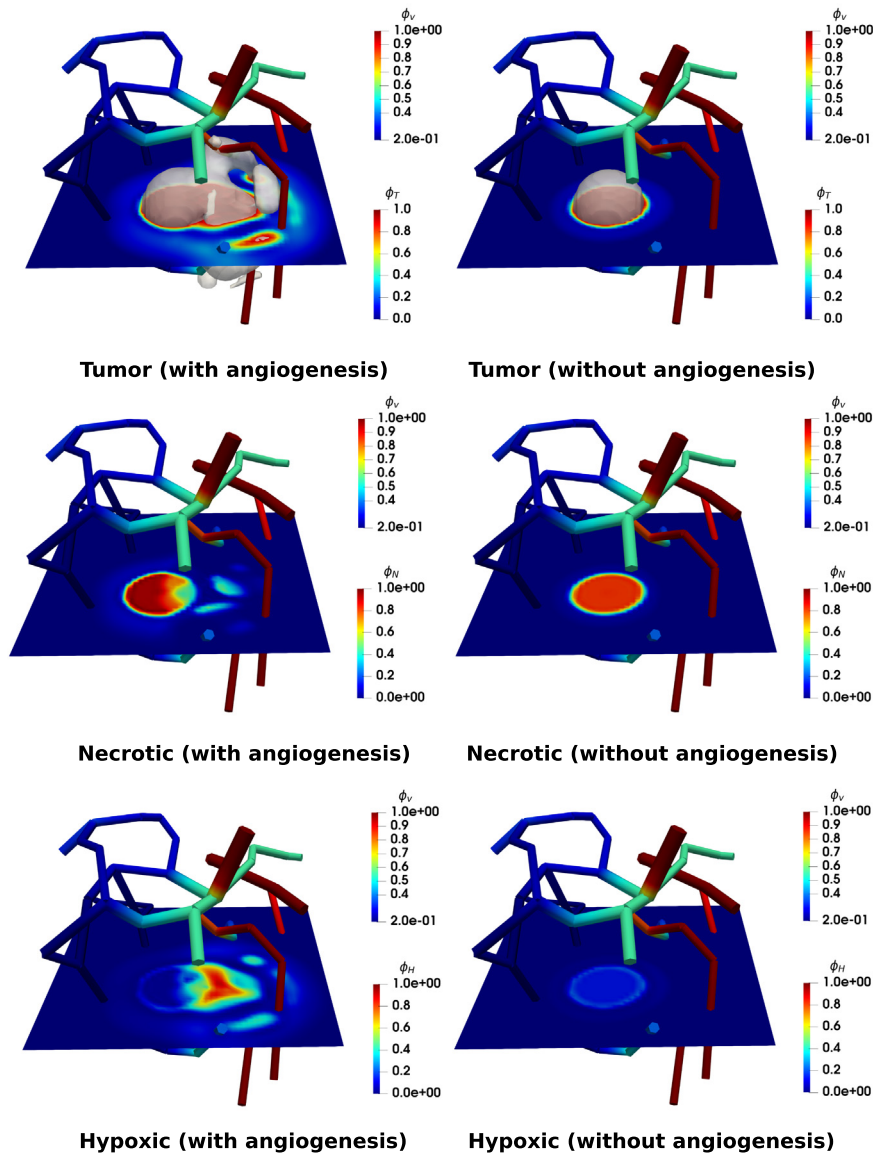 ϕv
1.0e+00
0.9
0.8
0.7
0.6
0.5
0.4
2.0e-01
ϕT
1.0
0.8
0.6
0.4
0.2
0.0
ϕv
1.0e+00
0.9
0.8
0.7
0.6
0.5
0.4
2.0e-01
ϕT
1.0
0.8
0.6
0.4
0.2
0.0
Tumor (with angiogenesis)
Tumor (without angiogenesis)
ϕv
1.0e+00
0.9
0.8
0.7
0.6
0.5
0.4
2.0e-01
ϕN
1.0e+00
0.8
0.6
0.4
0.2
0.0e+00
ϕv
1.0e+00
0.9
0.8
0.7
0.6
0.5
0.4
2.0e-01
ϕN
1.0e+00
0.8
0.6
0.4
0.2
0.0e+00
Necrotic (with angiogenesis)
Necrotic (without angiogenesis)
ϕv
1.0e+00
0.9
0.8
0.7
0.6
0.5
0.4
2.0e-01
ϕH
1.0e+00
0.8
0.6
0.4
0.2
0.0e+00
ϕv
1.0e+00
0.9
0.8
0.7
0.6
0.5
0.4
2.0e-01
ϕH
1.0e+00
0.8
0.6
0.4
0.2
0.0e+00
Hypoxic (with angiogenesis)
Hypoxic (without angiogenesis)